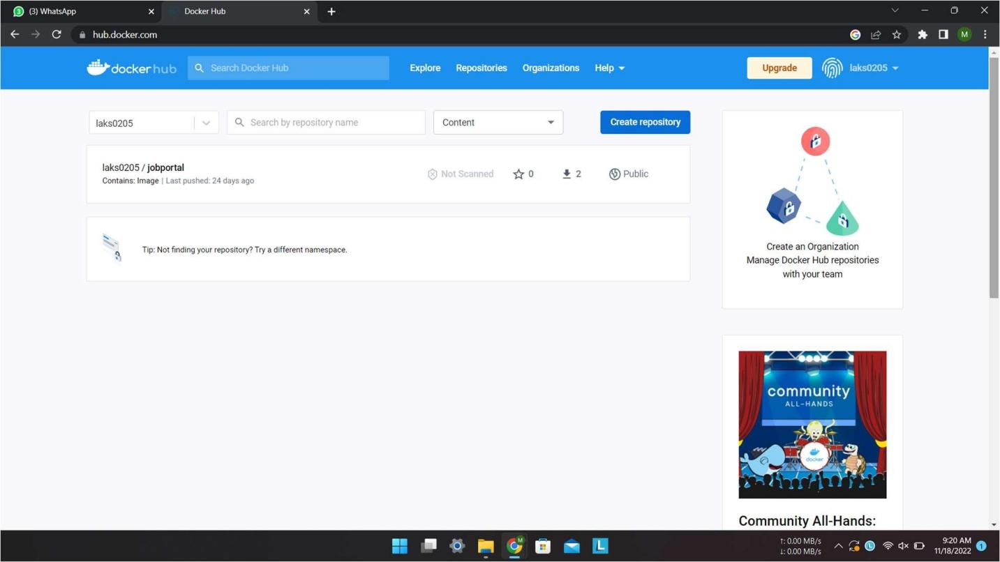 (3) WhatsApp
Docker Hub
hub.docker.com
M
docker hub
Search Docker Hub
Explore
Repositories
Organizations
Help
Upgrade
laks0205
laks0205
Search by repository name
Content
Create repository
laks0205 / jobportal
Contains: Image | Last pushed: 24 days ago
Not Scanned
0
2
Public
Tip: Not finding your repository? Try a different namespace.
Create an Organization
Manage Docker Hub repositories
with your team
community
ALL-HANDS
docker
Community All-Hands:
M
L
↑: 0.00 MB/s
↓: 0.00 MB/s
L
9:20 AM
11/18/2022
1